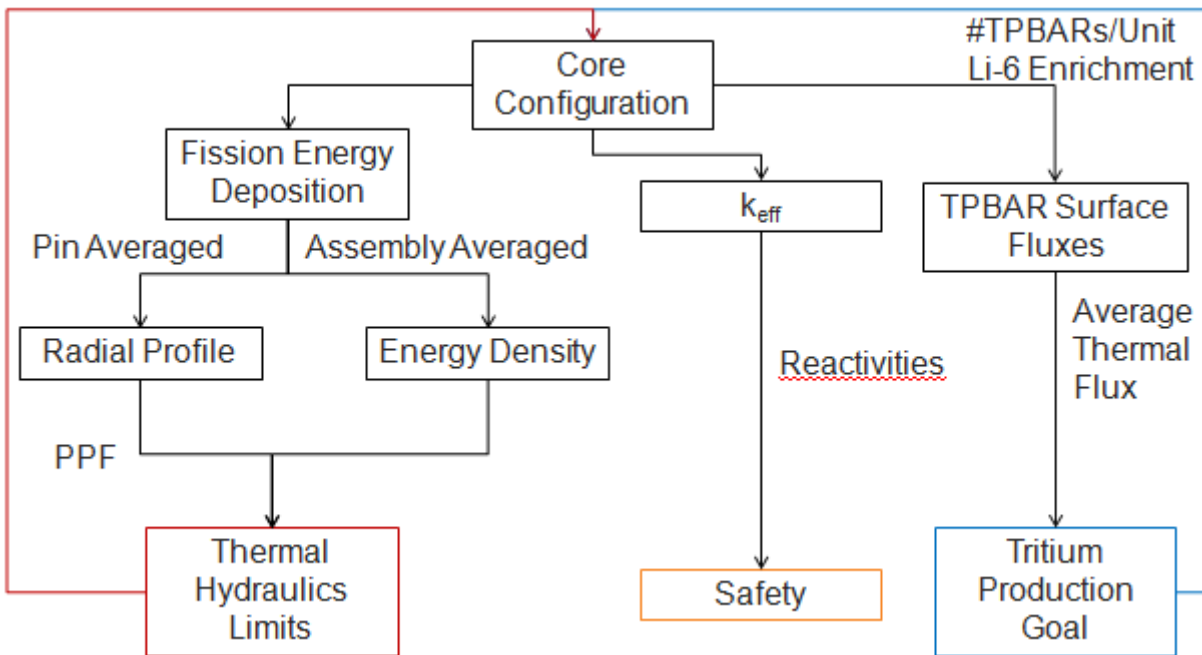 #TPBARs/Unit
Li-6 Enrichment
Core
Configuration
Fission Energy
Deposition
keff
TPBAR Surface
Fluxes
Pin Averaged
Assembly Averaged
Radial Profile
Energy Density
Reactivities
Average
Thermal
Flux
PPF
Thermal
Hydraulics
Limits
Safety
Tritium
Production
Goal